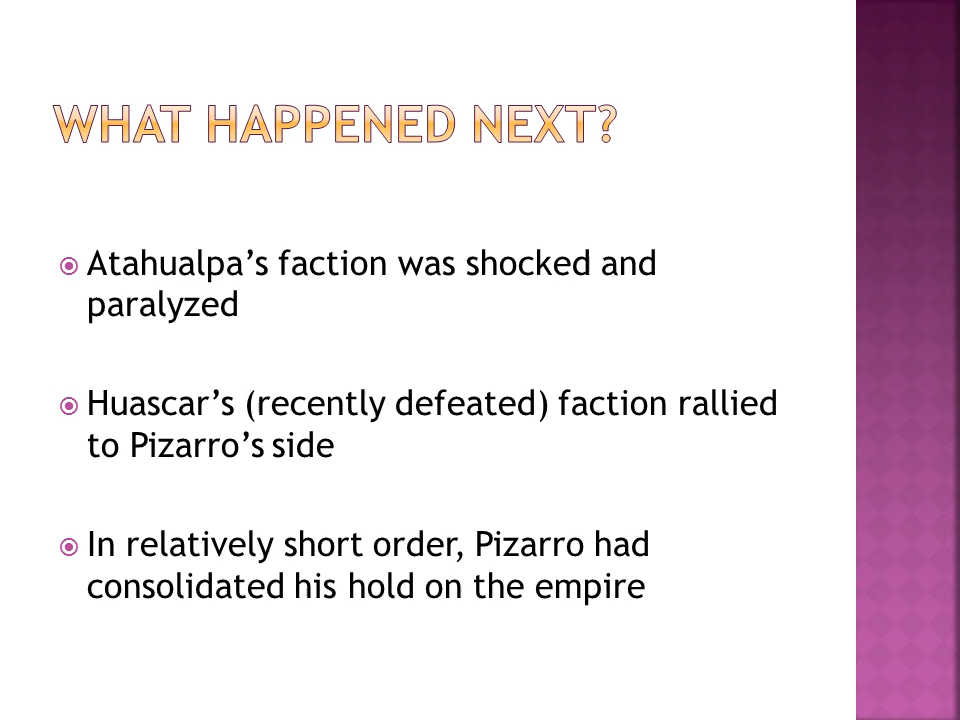 WHAT HAPPENED NEXT?
Atahualpa’s faction was shocked and
paralyzed
Huascar’s (recently defeated) faction rallied
to Pizarro’s side
In relatively short order, Pizarro had
consolidated his hold on the empire